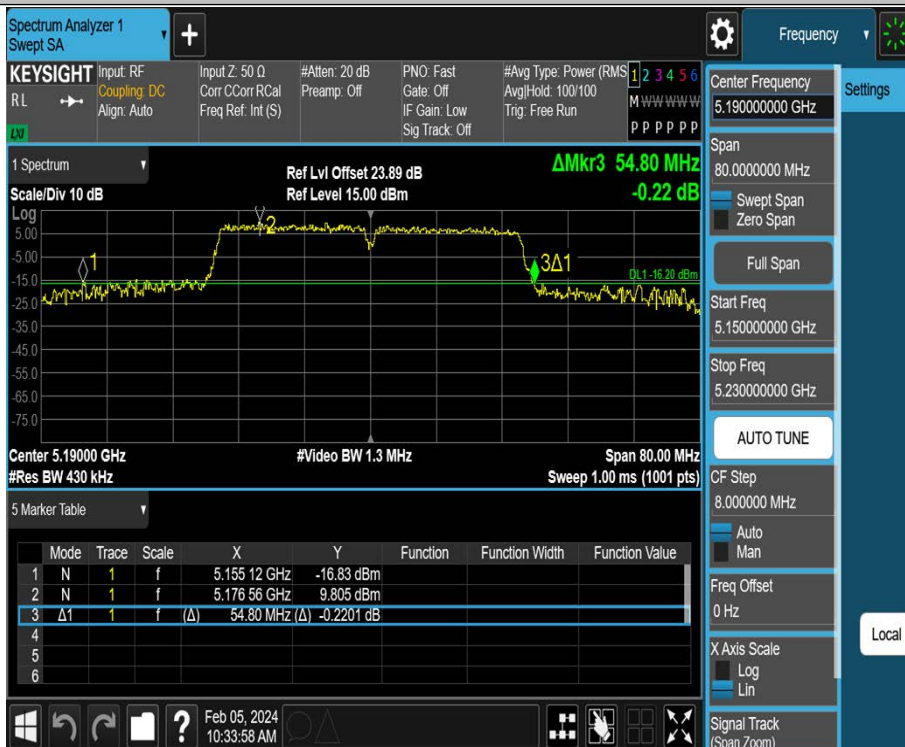 Spectrum Analyzer 1
Swept SA
+
Frequency
KEYSIGHT
RL
LXI
Input: RF
Coupling: DC
Align: Auto
Input Z: 50 Ω
Corr CCorr RCal
Freq Ref: Int (S)
#Atten: 20 dB
Preamp: Off
PNO: Fast
Gate: Off
IF Gain: Low
Sig Track: Off
#Avg Type: Power (RMS
Avg|Hold: 100/100
Trig: Free Run
1 2 3 4 5 6
M W W W W W
P P P P P P
1 Spectrum
Scale/Div 10 dB
Ref Lvl Offset 23.89 dB
Ref Level 15.00 dBm
ΔMkr3 54.80 MHz
-0.22 dB
Log
5.00
-5.00
-15.0
-25.0
-35.0
-45.0
-55.0
-65.0
-75.0
1
2
3Δ1
DL1 -16.20 dBm
Center 5.19000 GHz
#Video BW 1.3 MHz
Span 80.00 MHz
#Res BW 430 kHz
Sweep 1.00 ms (1001 pts)
5 Marker Table
Mode Trace Scale X Y Function Function Width Function Value
1 N 1 f 5.155 12 GHz -16.83 dBm
2 N 1 f 5.176 56 GHz 9.805 dBm
3 Δ1 1 f (Δ) 54.80 MHz (Δ) -0.2201 dB
4
5
6
?
Feb 05, 2024
10:33:58 AM
Center Frequency
5.190000000 GHz
Settings
Span
80.0000000 MHz
Swept Span
Zero Span
Full Span
Start Freq
5.150000000 GHz
Stop Freq
5.230000000 GHz
AUTO TUNE
CF Step
8.000000 MHz
Auto
Man
Freq Offset
0 Hz
Local
X Axis Scale
Log
Lin
Signal Track
(Span Zoom)